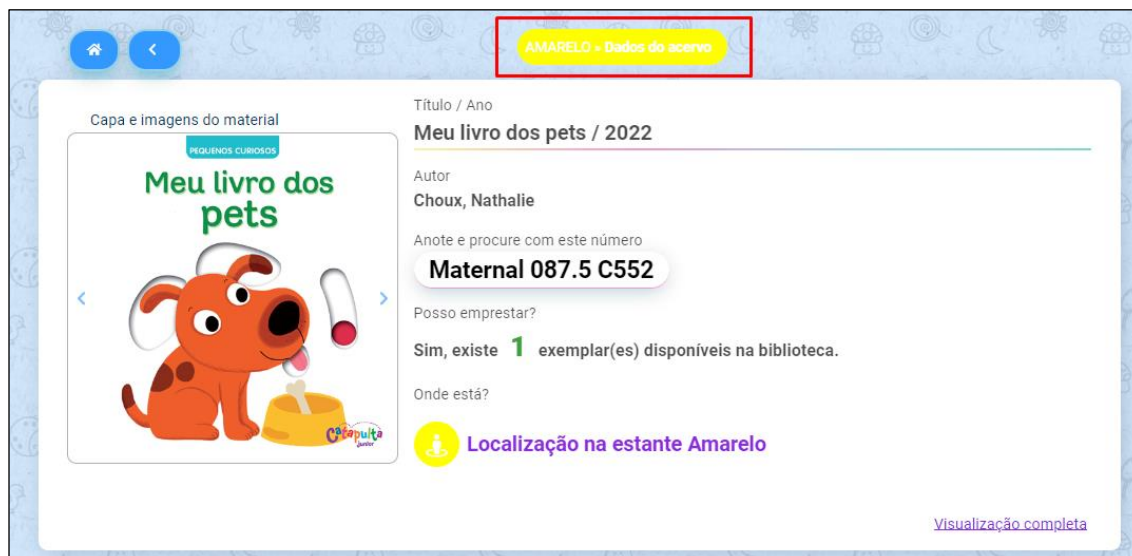 AMARELO » Dados do acervo
Capa e imagens do material
PEQUENOS CURIOSOS
Meu livro dos
pets
Catapulta
junior
Título / Ano
Meu livro dos pets / 2022
Autor
Choux, Nathalie
Anote e procure com este número
Maternal 087.5 C552
Posso emprestar?
Sim, existe 1 exemplar(es) disponíveis na biblioteca.
Onde está?
Localização na estante Amarelo
Visualização completa